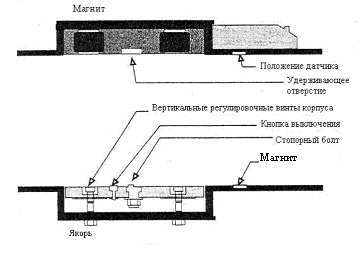 Магнит
Положение датчика
Удерживающее
отверстие
Вертикальные регулировочные винты корпуса
Кнопка выключения
Стопорный болт
Магнит
Якорь